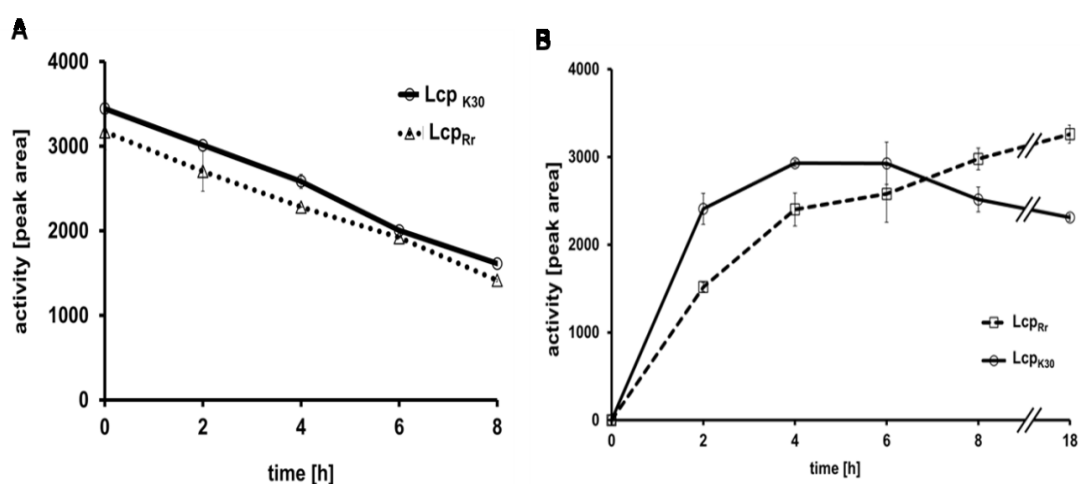 A
activity [peak area]
4000
3000
2000
1000
0
0 2 4 6 8
time [h]
Lcp K30
LcpRr
B
activity [peak area]
4000
3000
2000
1000
0
0 2 4 6 8 18
time [h]
LcpRr
LcpK30